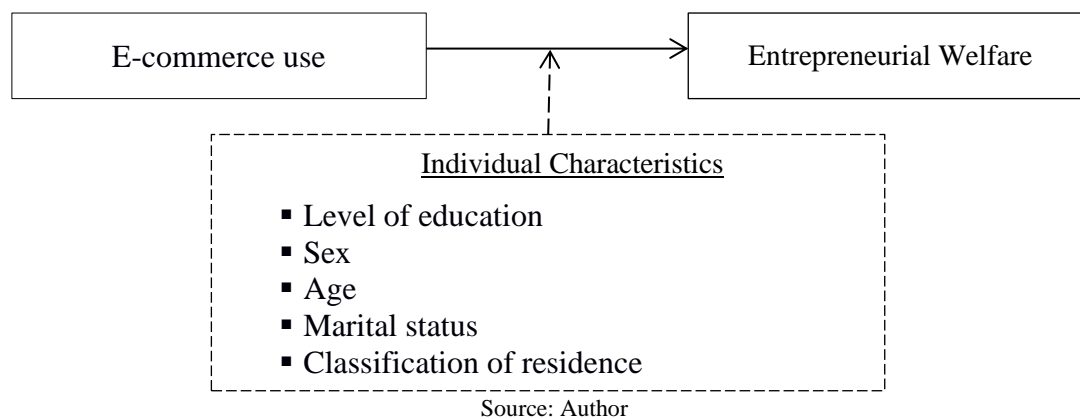 E-commerce use
Entrepreneurial Welfare
Individual Characteristics
▪ Level of education
▪ Sex
▪ Age
▪ Marital status
▪ Classification of residence
Source: Author